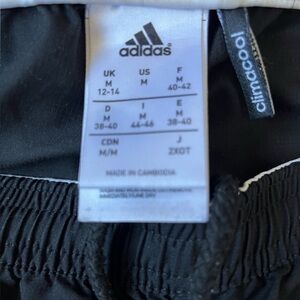 adidas
UK US F
M M M
12-14 40-42
D I E
M M M
38-40 44-46 38-40
CDN J
M/M 2XOT
MADE IN CAMBODIA
climacool